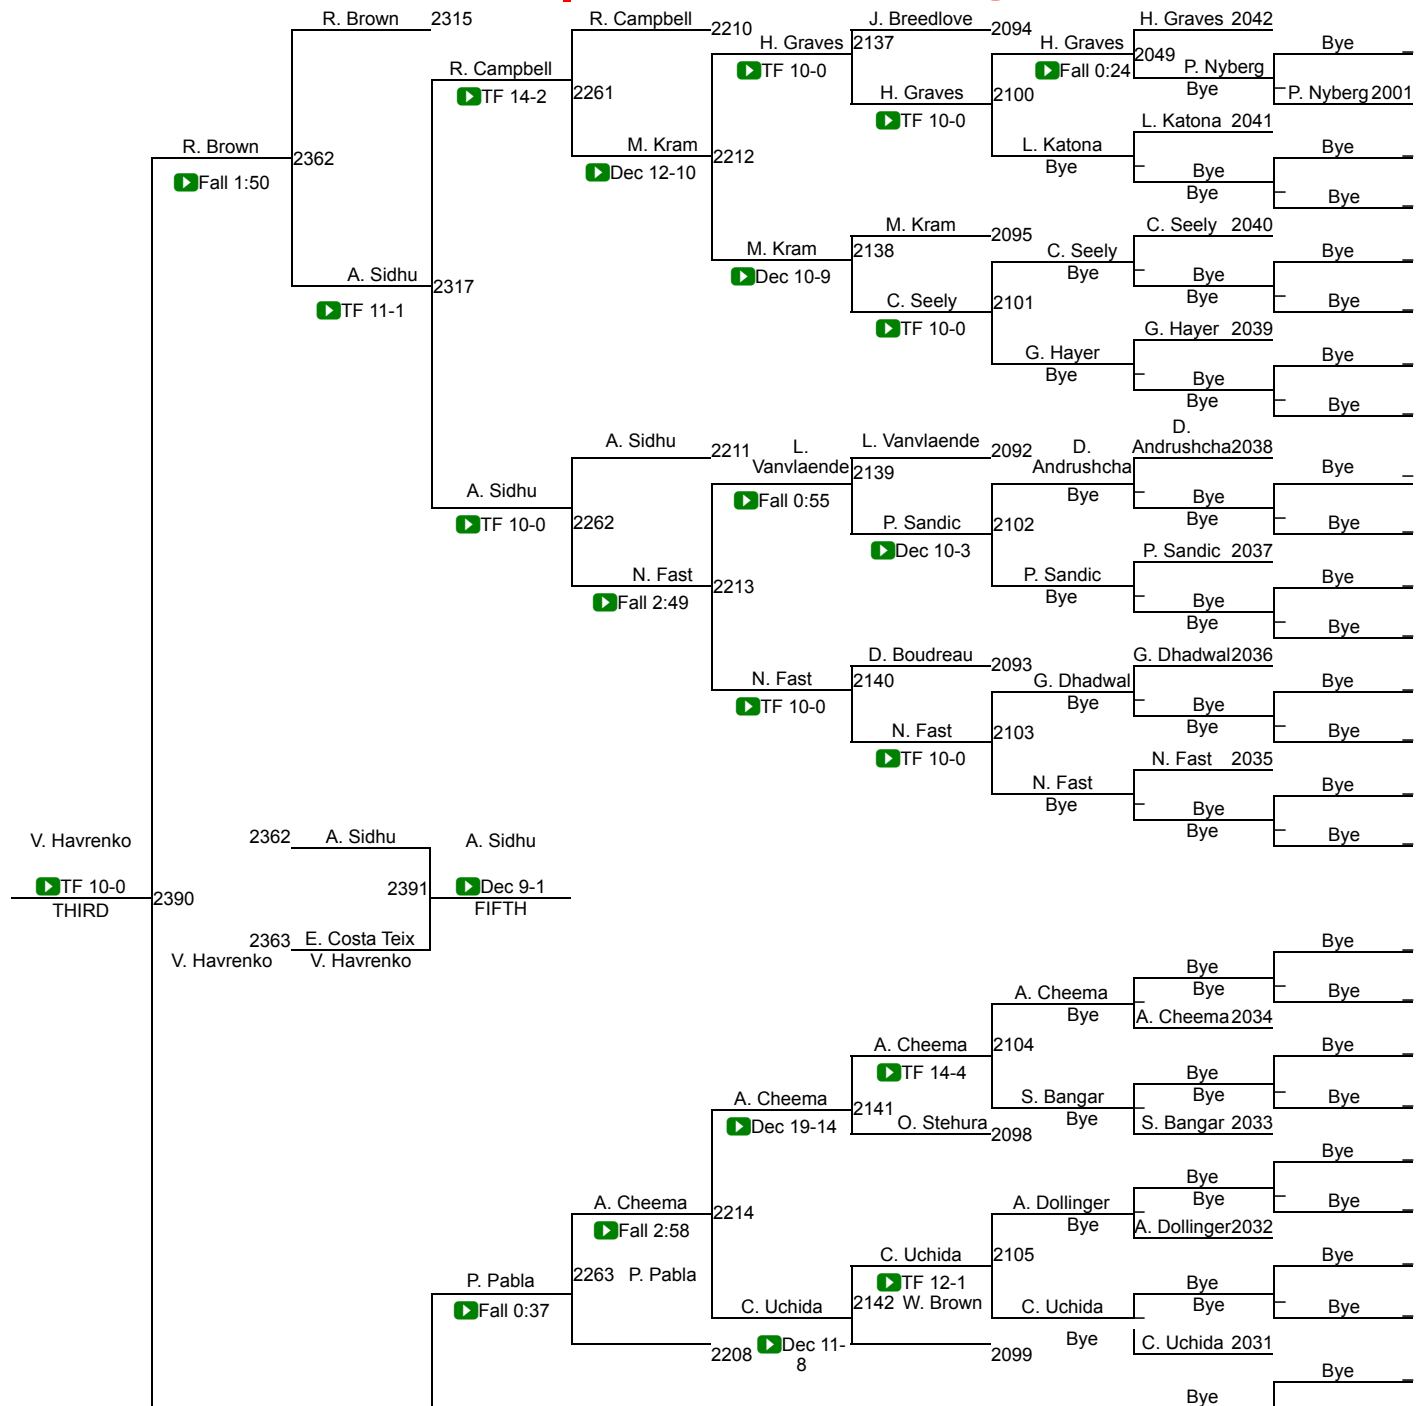 R. Brown 2315 R. Campbell 2210 J. Breedlove 2094 H. Graves 2042
H. Graves 2137 H. Graves 2049 Bye
TF 10-0 Fall 0:24 P. Nyberg
R. Campbell 2261 H. Graves 2100 Bye P. Nyberg 2001
TF 14-2 TF 10-0 L. Katona 2041
R. Brown 2362 M. Kram 2212 L. Katona Bye
Fall 1:50 Dec 12-10 Bye Bye
Bye Bye
M. Kram 2095 C. Seely 2040
M. Kram 2138 C. Seely Bye
A. Sidhu 2317 Dec 10-9 Bye Bye
TF 11-1 C. Seely 2101 Bye Bye
TF 10-0 G. Hayer 2039
G. Hayer Bye
Bye Bye
Bye Bye
D.
A. Sidhu 2211 L. L. Vanvlaende 2092 D. Andrushcha2038
Vanvlaende 2139 Andrushcha Bye
A. Sidhu 2262 Fall 0:55 Bye Bye
TF 10-0 P. Sandic 2102 Bye Bye
Dec 10-3 P. Sandic 2037
N. Fast 2213 P. Sandic Bye
Fall 2:49 Bye Bye
Bye Bye
D. Boudreau 2093 G. Dhadwal2036
N. Fast 2140 G. Dhadwal Bye
TF 10-0 Bye Bye
N. Fast 2103 Bye Bye
TF 10-0 N. Fast 2035
N. Fast Bye
Bye Bye
V. Havrenko 2362 A. Sidhu A. Sidhu Bye Bye
TF 10-0 2390 2391 Dec 9-1
THIRD FIFTH
2363 E. Costa Teix Bye
V. Havrenko V. Havrenko Bye
A. Cheema Bye Bye
Bye A. Cheema 2034
A. Cheema 2104 Bye
TF 14-4 Bye
A. Cheema 2141 S. Bangar Bye Bye
Dec 19-14 O. Stehura 2098 Bye S. Bangar 2033
Bye
Bye
A. Cheema 2214 A. Dollinger Bye Bye
Fall 2:58 Bye A. Dollinger2032
C. Uchida 2105 Bye
P. Pabla 2263 P. Pabla TF 12-1 Bye
Fall 0:37 C. Uchida 2142 W. Brown C. Uchida Bye Bye
2208 Dec 11-8 2099 Bye C. Uchida 2031
Bye
Bye